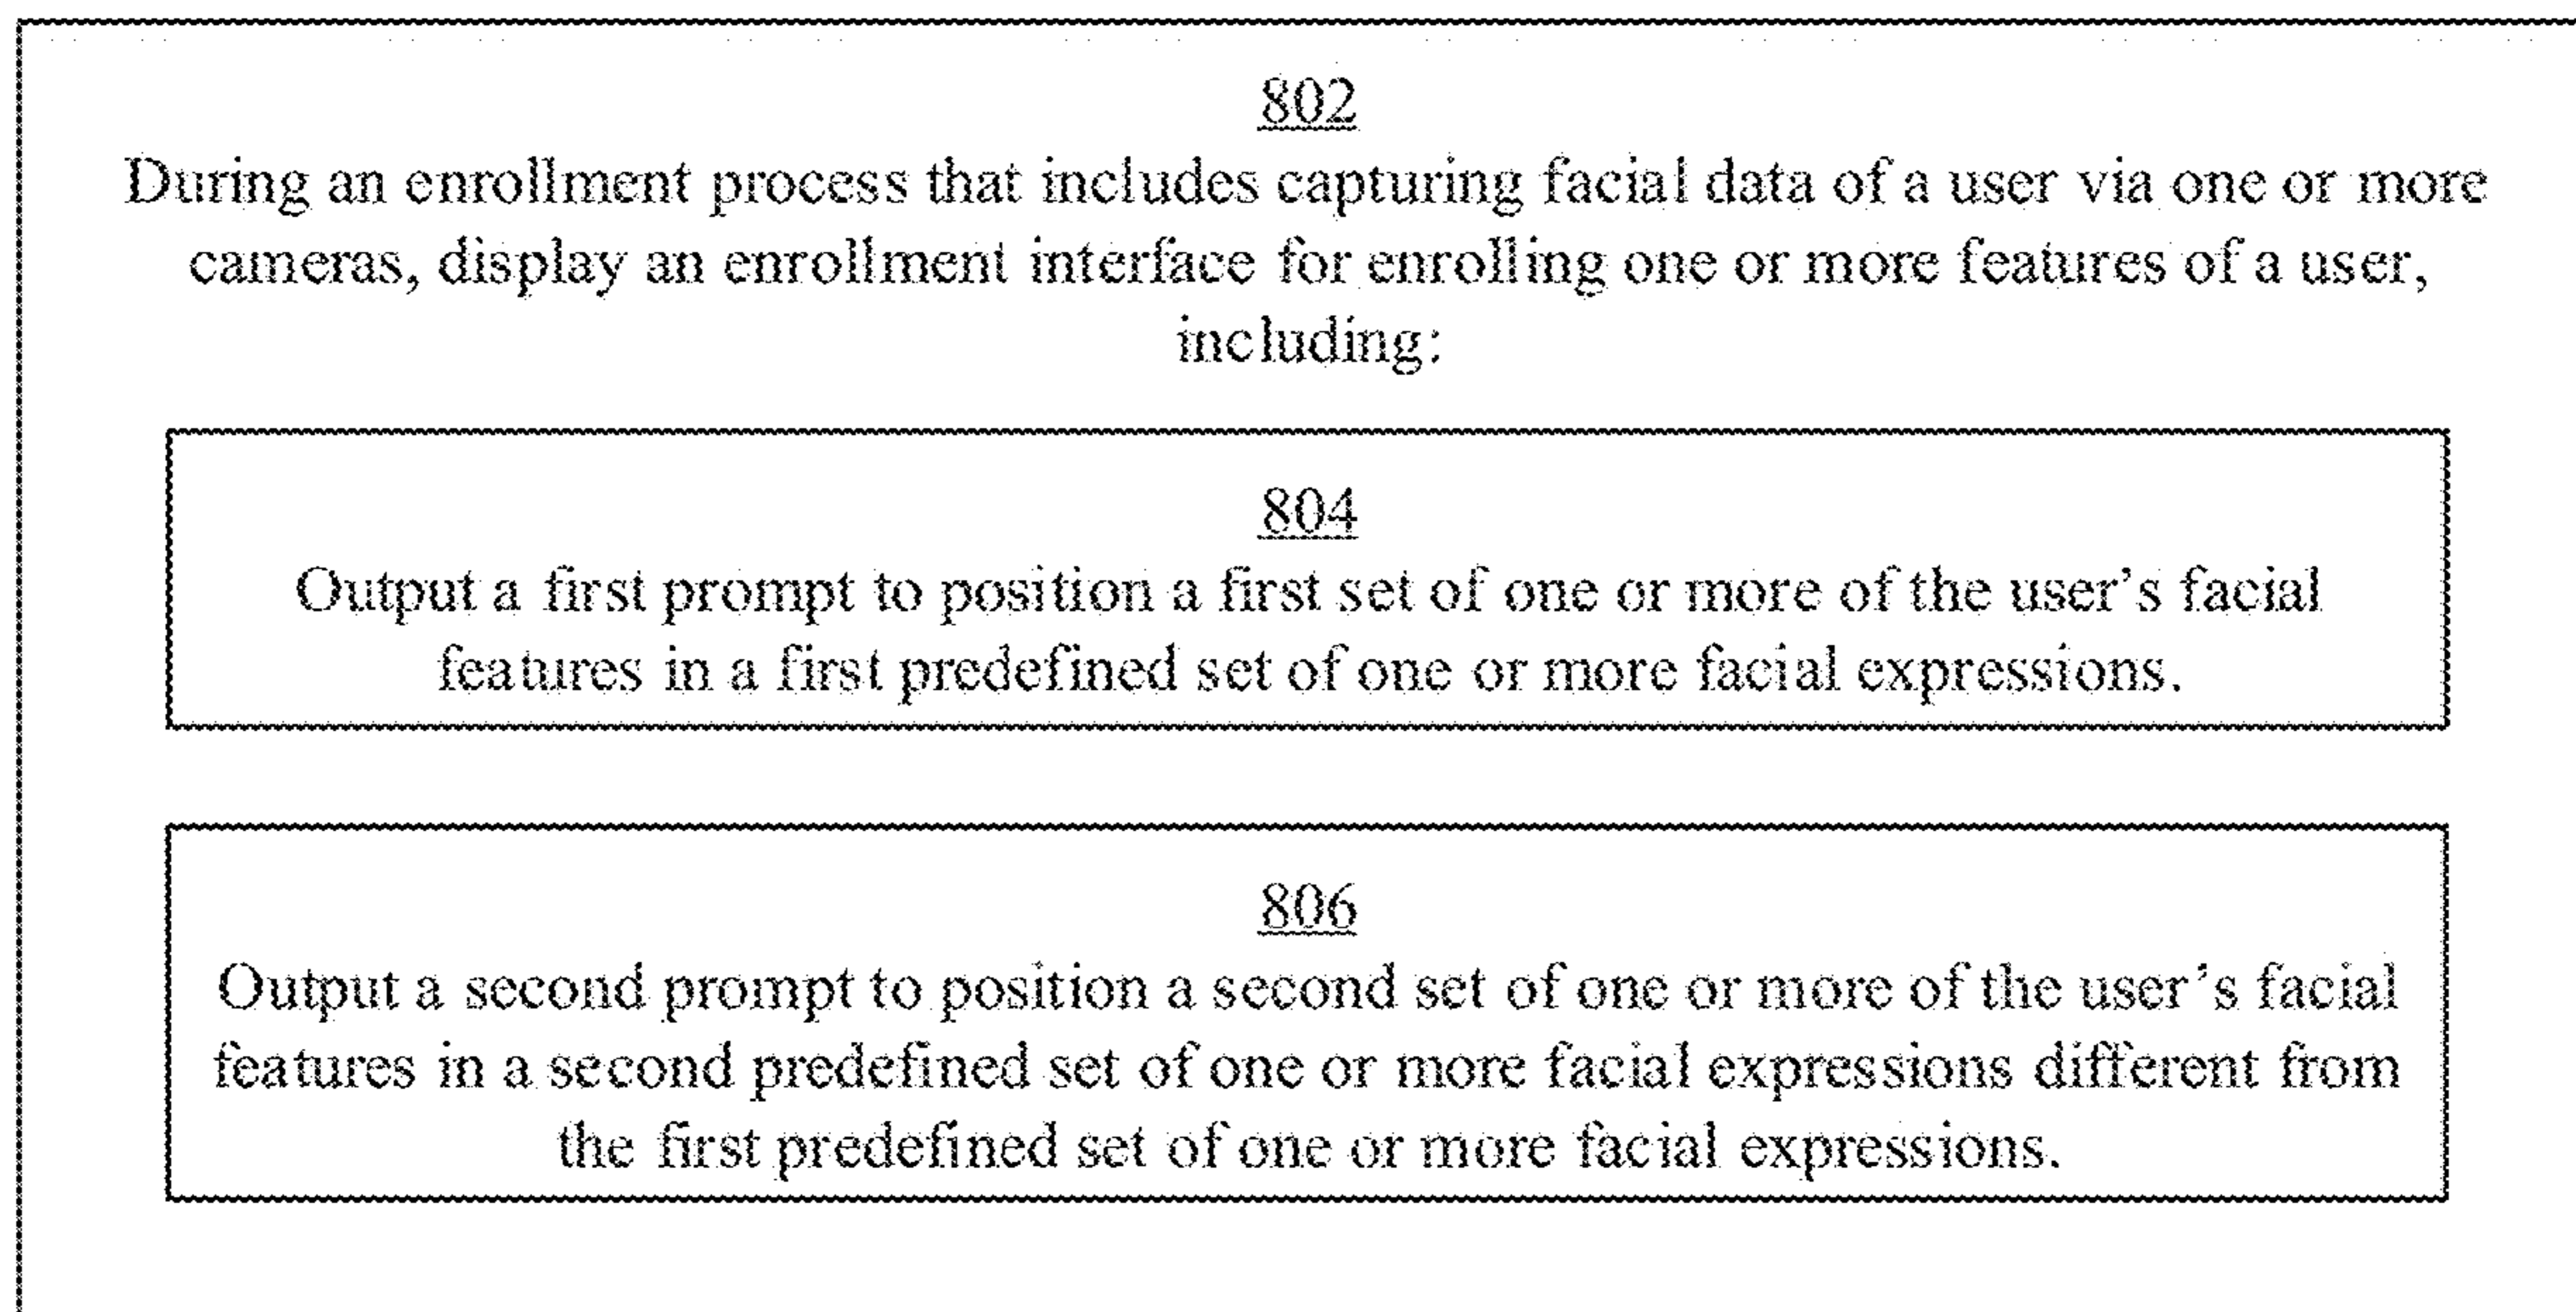 802
During an enrollment process that includes capturing facial data of a user via one or more
cameras, display an enrollment interface for enrolling one or more features of a user,
including:
804
Output a first prompt to position a first set of one or more of the user's facial
features in a first predefined set of one or more facial expressions.
806
Output a second prompt to position a second set of one or more of the user's facial
features in a second predefined set of one or more facial expressions different from
the first predefined set of one or more facial expressions.